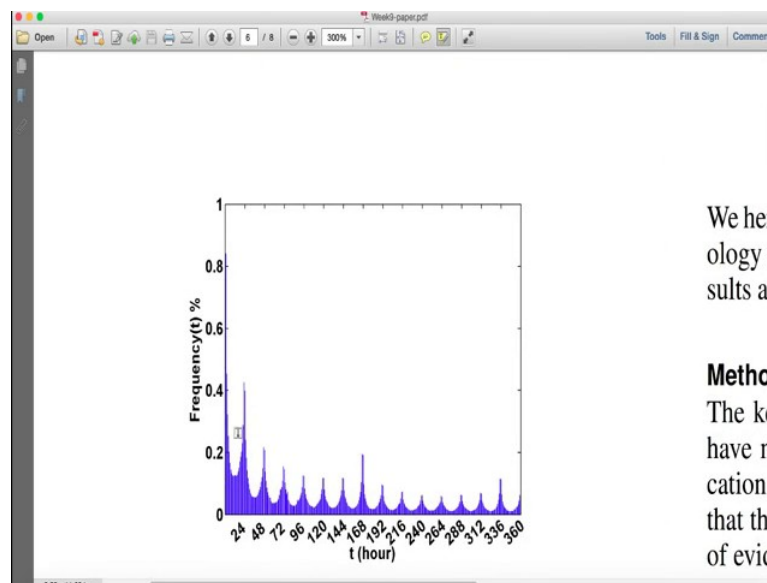 Week9-paper.pdf
Open 6 / 8 300% Tools Fill & Sign Commen
We he
ology
sults a
Metho
The k
have r
cation
that th
of evi
1
0.8
0.6
0.4
0.2
0
Frequency(t) %
24 48 72 96 120 144 168 192 216 240 264 288 312 336 360
t (hour)